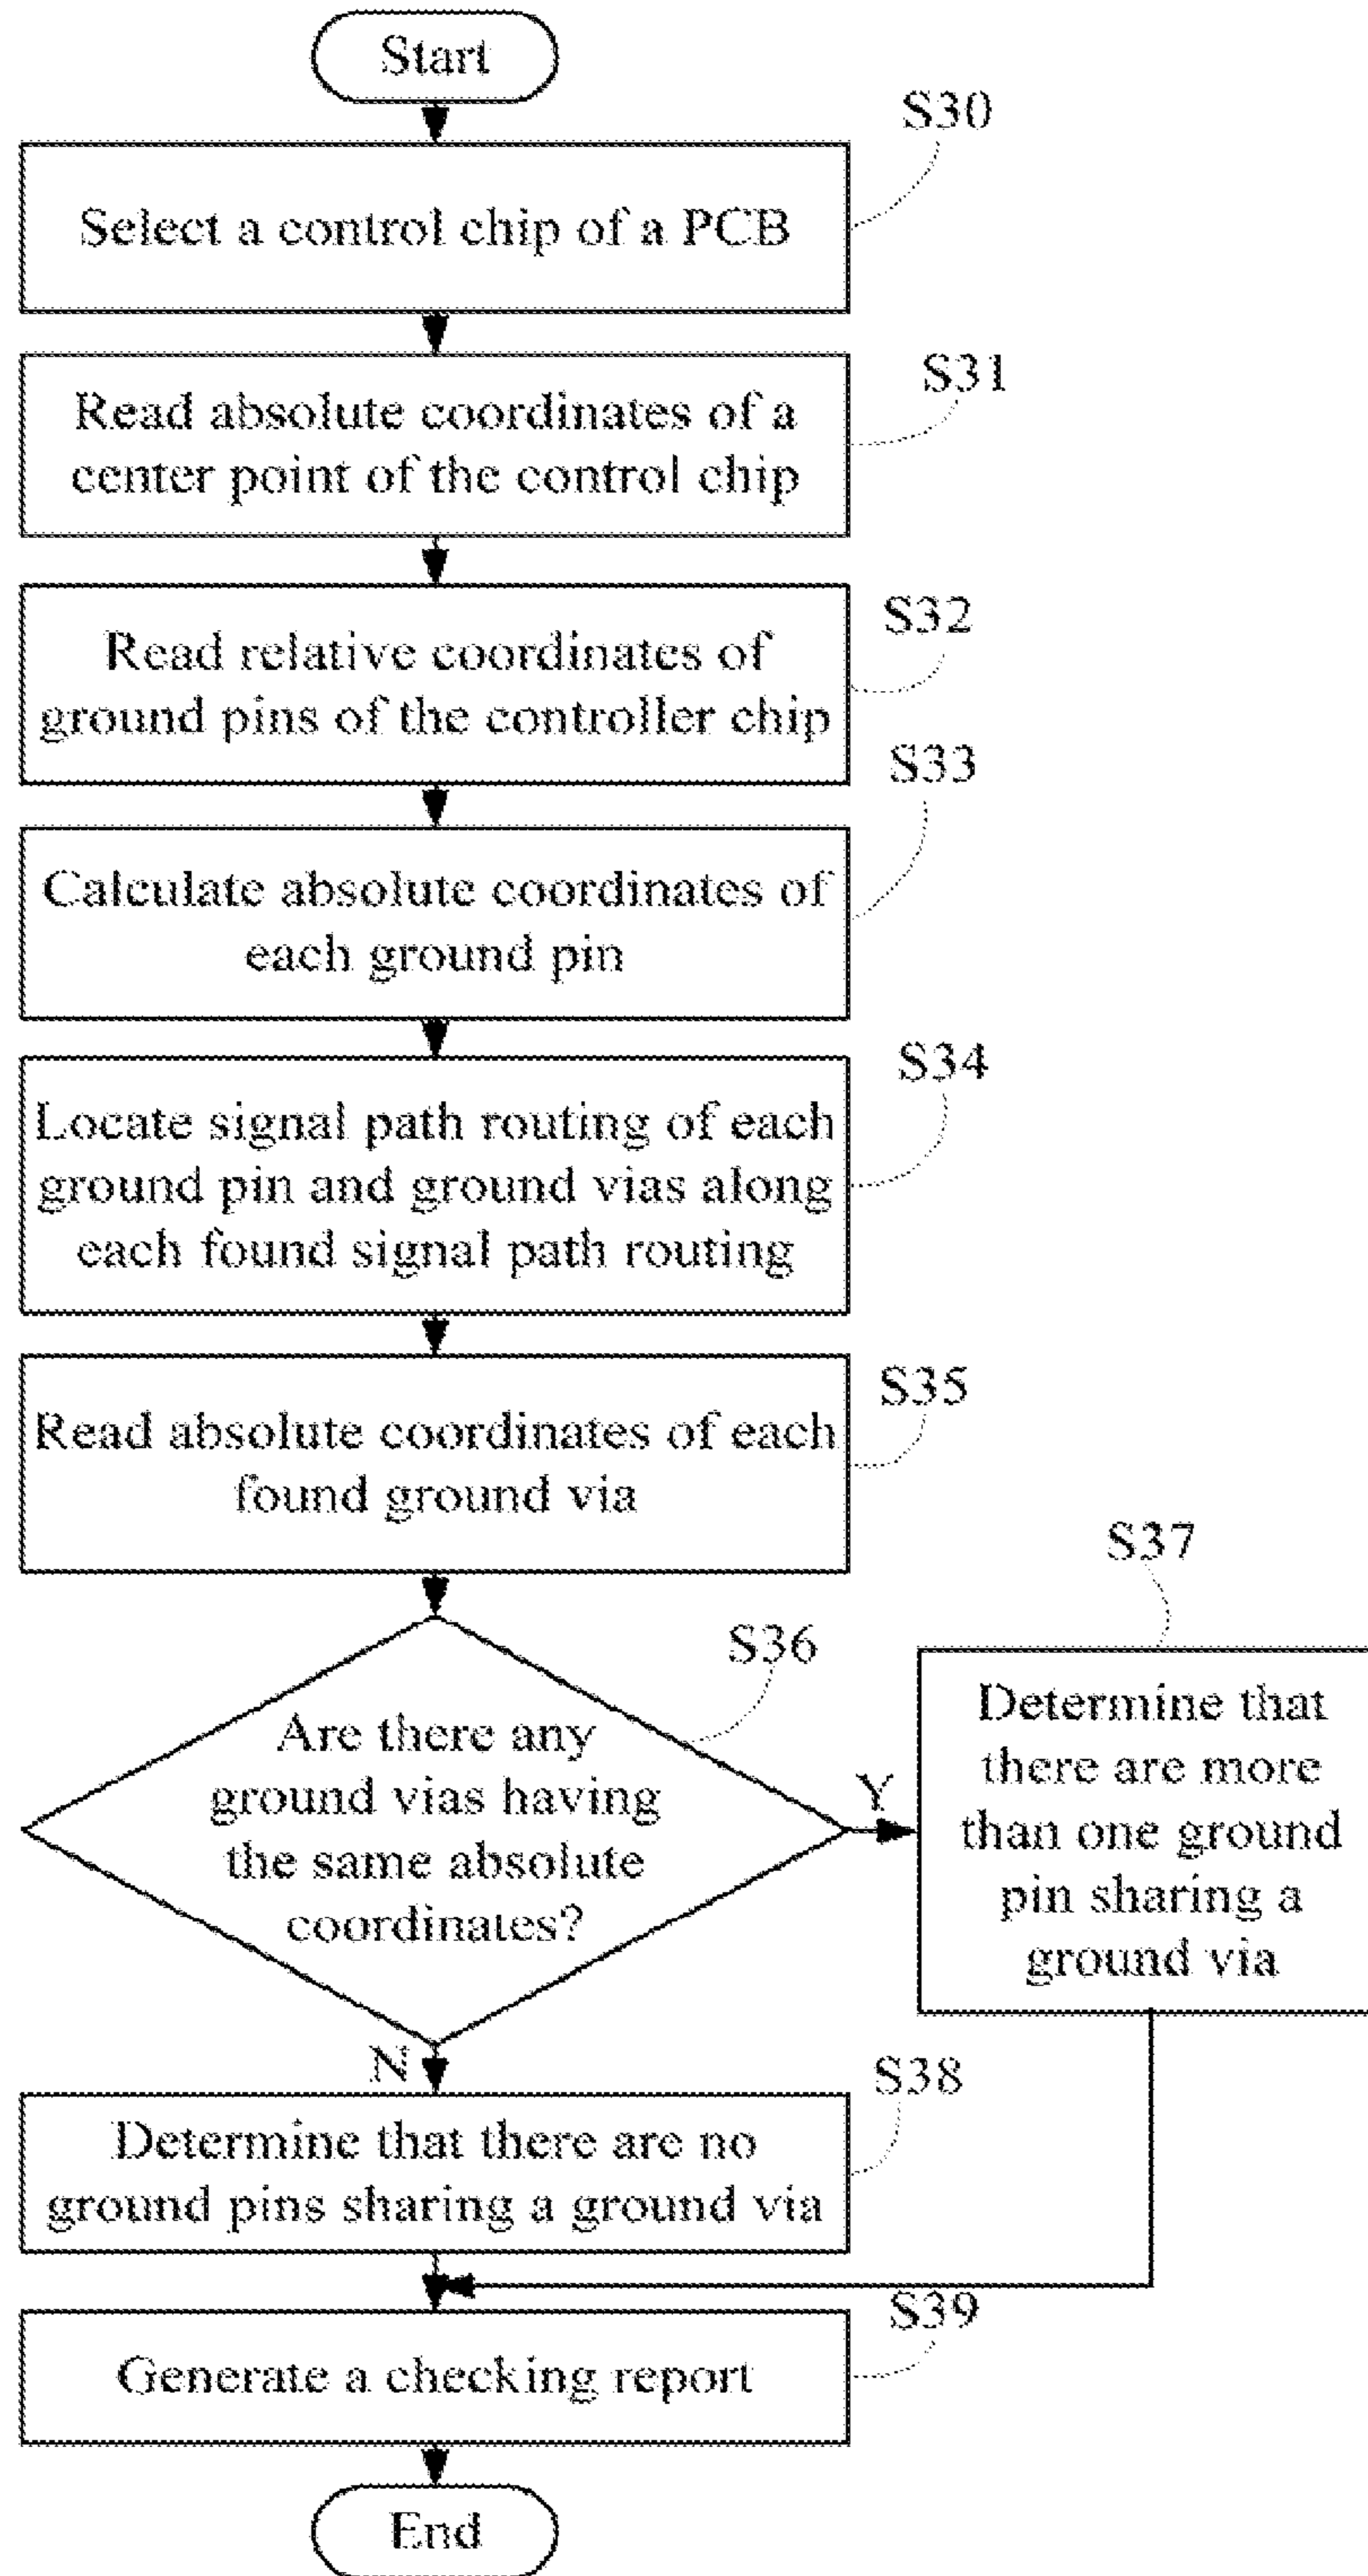 Start
S30
Select a control chip of a PCB
S31
Read absolute coordinates of a
center point of the control chip
S32
Read relative coordinates of
ground pins of the controller chip
S33
Calculate absolute coordinates of
each ground pin
S34
Locate signal path routing of each
ground pin and ground vias along
each found signal path routing
S35
Read absolute coordinates of each
found ground via
S36
Are there any
ground vias having
the same absolute
coordinates?
Y
S37
Determine that
there are more
than one ground
pin sharing a
ground via
N
S38
Determine that there are no
ground pins sharing a ground via
S39
Generate a checking report
End